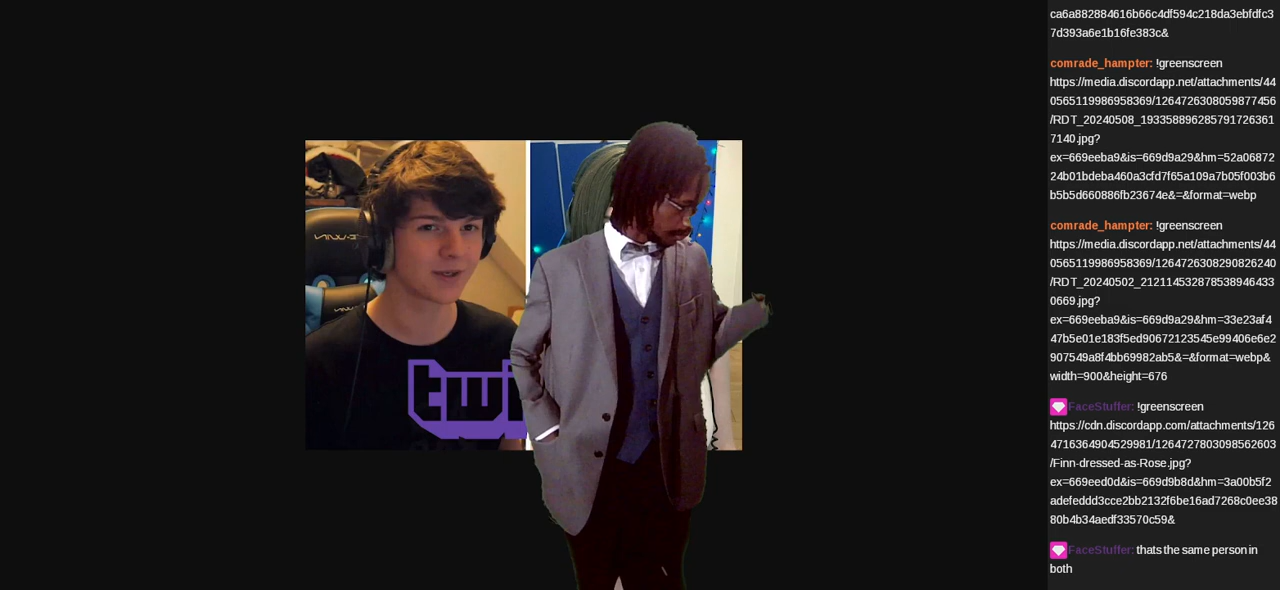 ca6a882884616b66c4df594c218da3ebfdfc3
7d393a6e1b16fe383c&
comrade_hampter: !greenscreen
https://media.discordapp.net/attachments/44
0565119986958369/1264726308059877456
/RDT_20240508_193358896285791726361
7140.jpg?
ex=669eeba9&is=669d9a29&hm=52a06872
24b01bdeba460a3cfd7f65a109a7b05f003b6
b5b5d660886fb23674e&=&format=webp
comrade_hampter: !greenscreen
https://media.discordapp.net/attachments/44
0565119986958369/1264726308290826240
/RDT_20240502_212114532878538946433
0669.jpg?
ex=669eeba9&is=669d9a29&hm=33e23af4
47b5e01e183f5ed90672123545e99406e6e2
907549a8f4bb69982ab5&=&format=webp&
width=900&height=676
FaceStuffer: !greenscreen
https://cdn.discordapp.com/attachments/126
4716364904529981/1264727803098562603
/Finn-dressed-as-Rose.jpg?
ex=669eed0d&is=669d9b8d&hm=3a00b5f2
adefeddd3cce2bb2132f6be16ad7268c0ee38
80b4b34aedf33570c59&
FaceStuffer: thats the same person in
both
twi